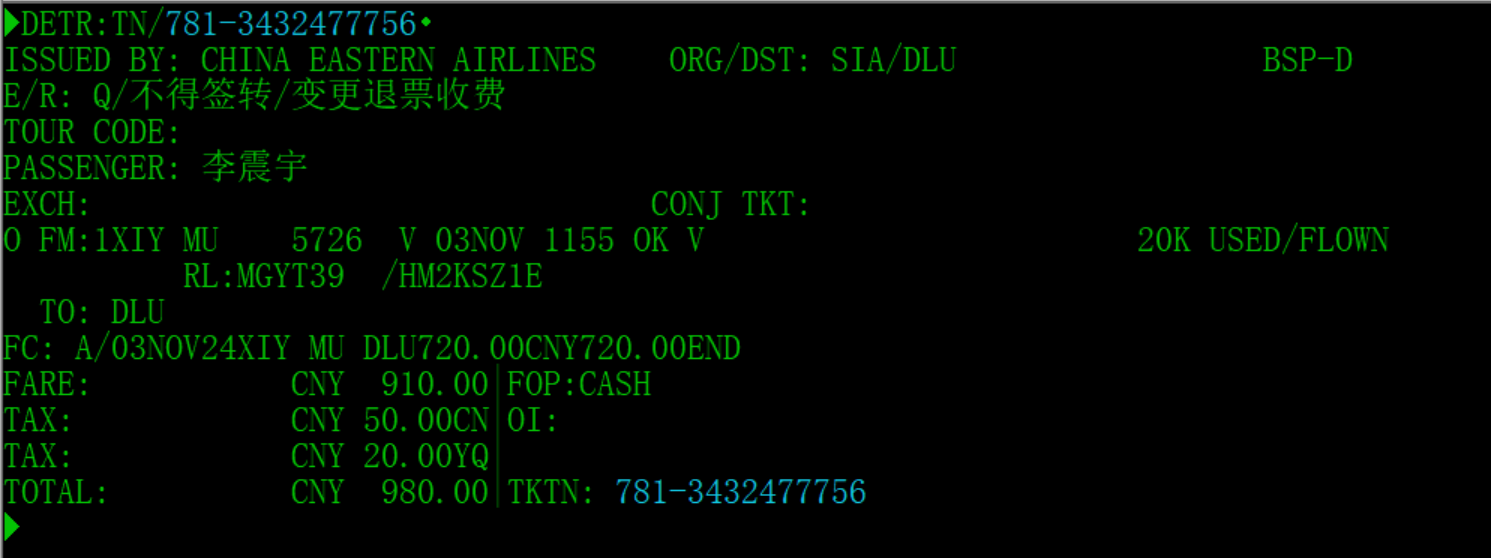 DETR:TN/781-3432477756
ISSUED BY: CHINA EASTERN AIRLINES ORG/DST: SIA/DLU BSP-D
E/R: Q/不得签转/变更退票收费
TOUR CODE:
PASSENGER: 李震宇
EXCH: CONJ TKT:
O FM:1XIY MU 5726 V 03NOV 1155 OK V 20K USED/FLOWN
RL:MGYT39 /HM2KSZ1E
TO: DLU
FC: A/03NOV24XIY MU DLU720.00CNY720.00END
FARE: CNY 910.00 FOP:CASH
TAX: CNY 50.00CN OI:
TAX: CNY 20.00YQ
TOTAL: CNY 980.00 TKTN: 781-3432477756